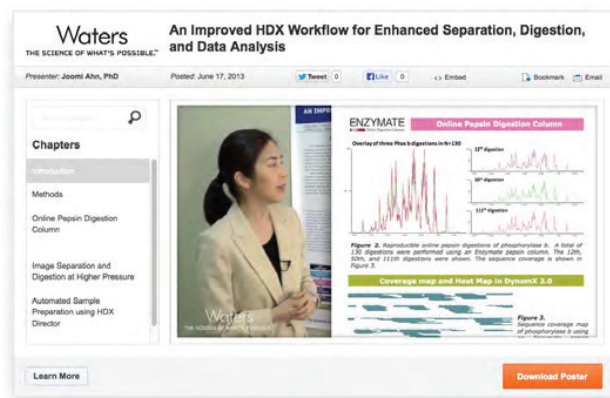 Waters
THE SCIENCE OF WHAT'S POSSIBLE.™
An Improved HDX Workflow for Enhanced Separation, Digestion,
and Data Analysis
Presenter: Joomi Ahn, PhD
Posted: June 17, 2013
Tweet 0
Like 0
Embed
Bookmark
Email
Chapters
Introduction
Methods
Online Pepsin Digestion
Column
Image Separation and
Digestion at Higher Pressure
Automated Sample
Preparation using HDX
Director
AN IMPR
Waters
THE SCIENCE OF WHAT'S POSSIBLE.
ENZYMATE
Online Pepsin Digestion Column
Overlay of three Phos b digestions in N=130
12th digestion
50th digestion
111th digestion
Figure 2. Reproducible online pepsin digestions of phosphorylase b. A total of
130 digestions were performed using an Enzymate pepsin column. The 12th,
50th, and 111th digestions were shown. The sequence coverage is shown in
Figure 3.
Coverage map and Heat Map in DynamX 2.0
Figure 3.
Sequence coverage map
of phosphorylase b using
Learn More
Download Poster